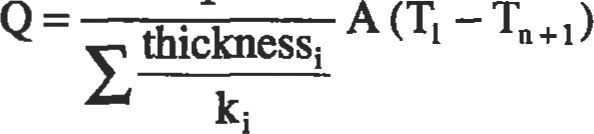 Q = ─ A (T₁ − Tₙ₊₁)
∑ thicknessᵢ / kᵢ